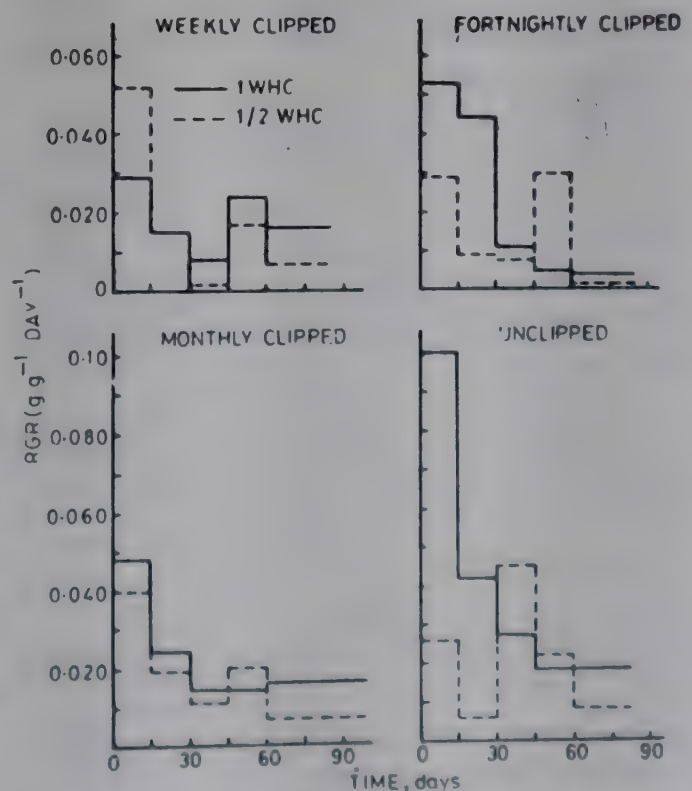 WEEKLY CLIPPED
FORTNIGHTLY CLIPPED
0·060
0·040
0·020
0
1 WHC
1/2 WHC
RGR (g g⁻¹ DAY⁻¹)
MONTHLY CLIPPED
UNCLIPPED
0·10
0·080
0·060
0·040
0·020
0 30 60 90
0 30 60 90
TIME, days